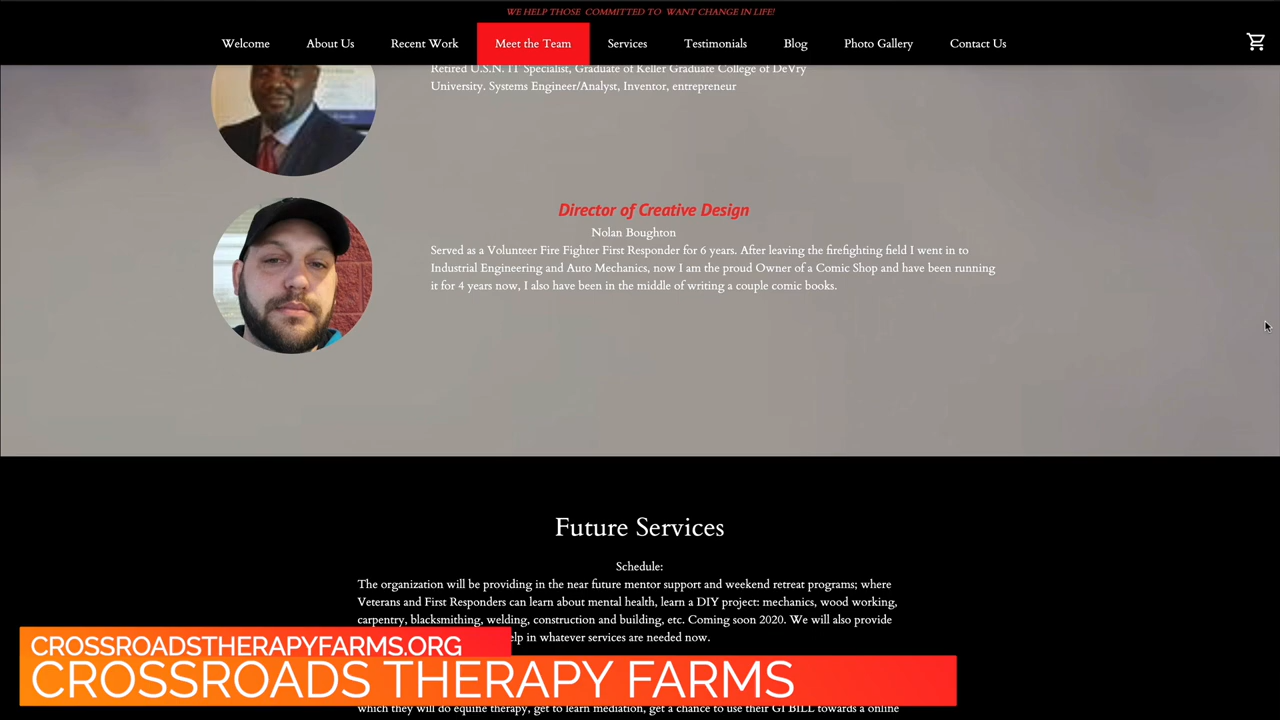 WE HELP THOSE COMMITTED TO WANT CHANGE IN LIFE!
Welcome About Us Recent Work Meet the Team Services Testimonials Blog Photo Gallery Contact Us
Retired U.S.N. IT Specialist, Graduate of Keller Graduate College of DeVry
University. Systems Engineer/Analyst, Inventor, entrepreneur
Director of Creative Design
Nolan Boughton
Served as a Volunteer Fire Fighter First Responder for 6 years. After leaving the firefighting field I went in to
Industrial Engineering and Auto Mechanics, now I am the proud Owner of a Comic Shop and have been running
it for 4 years now, I also have been in the middle of writing a couple comic books.
Future Services
Schedule:
The organization will be providing in the near future mentor support and weekend retreat programs; where
Veterans and First Responders can learn about mental health, learn a DIY project: mechanics, wood working,
carpentry, blacksmithing, welding, construction and building, etc. Coming soon 2020. We will also provide
in whatever services are needed now.
CROSSROADSTHERAPYFARMS.ORG
CROSSROADS THERAPY FARMS
which they will do equine therapy, get to learn mediation, get a chance to use their GI BILL towards a online